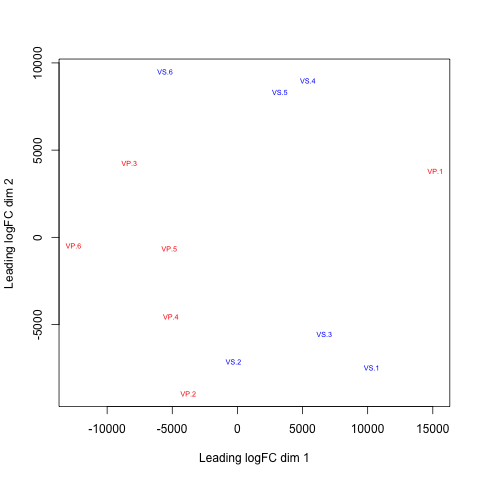 10000
5000
0
-5000
Leading logFC dim 2
VS.6
VS.4
VS.5
VP.3
VP.1
VP.6
VP.5
VP.4
VS.3
VS.2
VS.1
VP.2
-10000 -5000 0 5000 10000 15000
Leading logFC dim 1